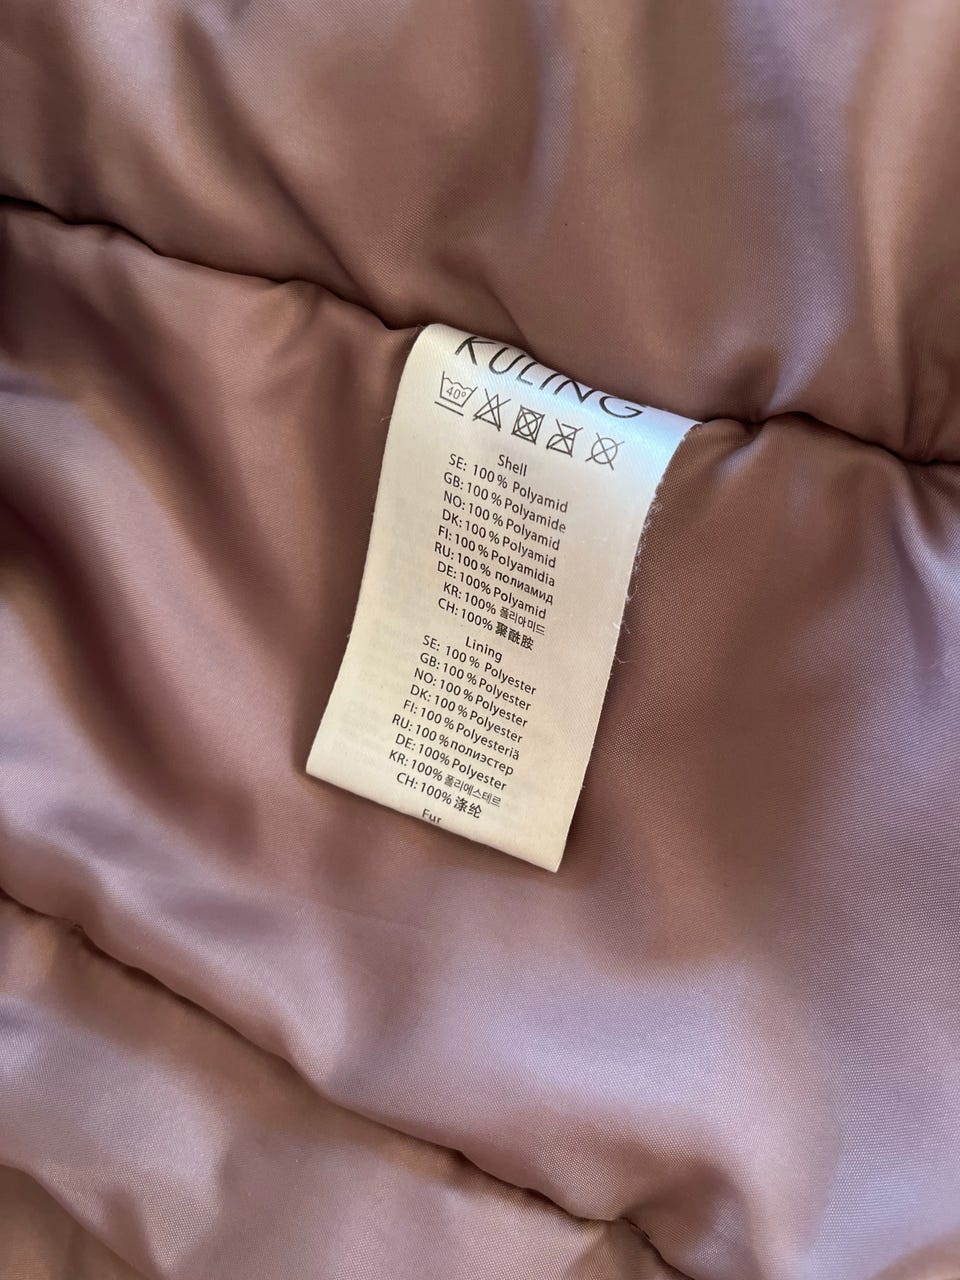 KULING
40°
Shell
SE: 100 % Polyamid
GB: 100 % Polyamide
NO: 100 % Polyamid
DK: 100 % Polyamid
FI: 100 % Polyamidia
RU: 100 % полиамид
DE: 100% Polyamid
KR: 100% 폴리아미드
CH: 100% 聚酰胺
Lining
SE: 100 % Polyester
GB: 100 % Polyester
NO: 100 % Polyester
DK: 100 % Polyester
FI: 100 % Polyesteriä
RU: 100 % полиэстер
DE: 100% Polyester
KR: 100% 폴리에스테르
CH: 100% 涤纶
Fur